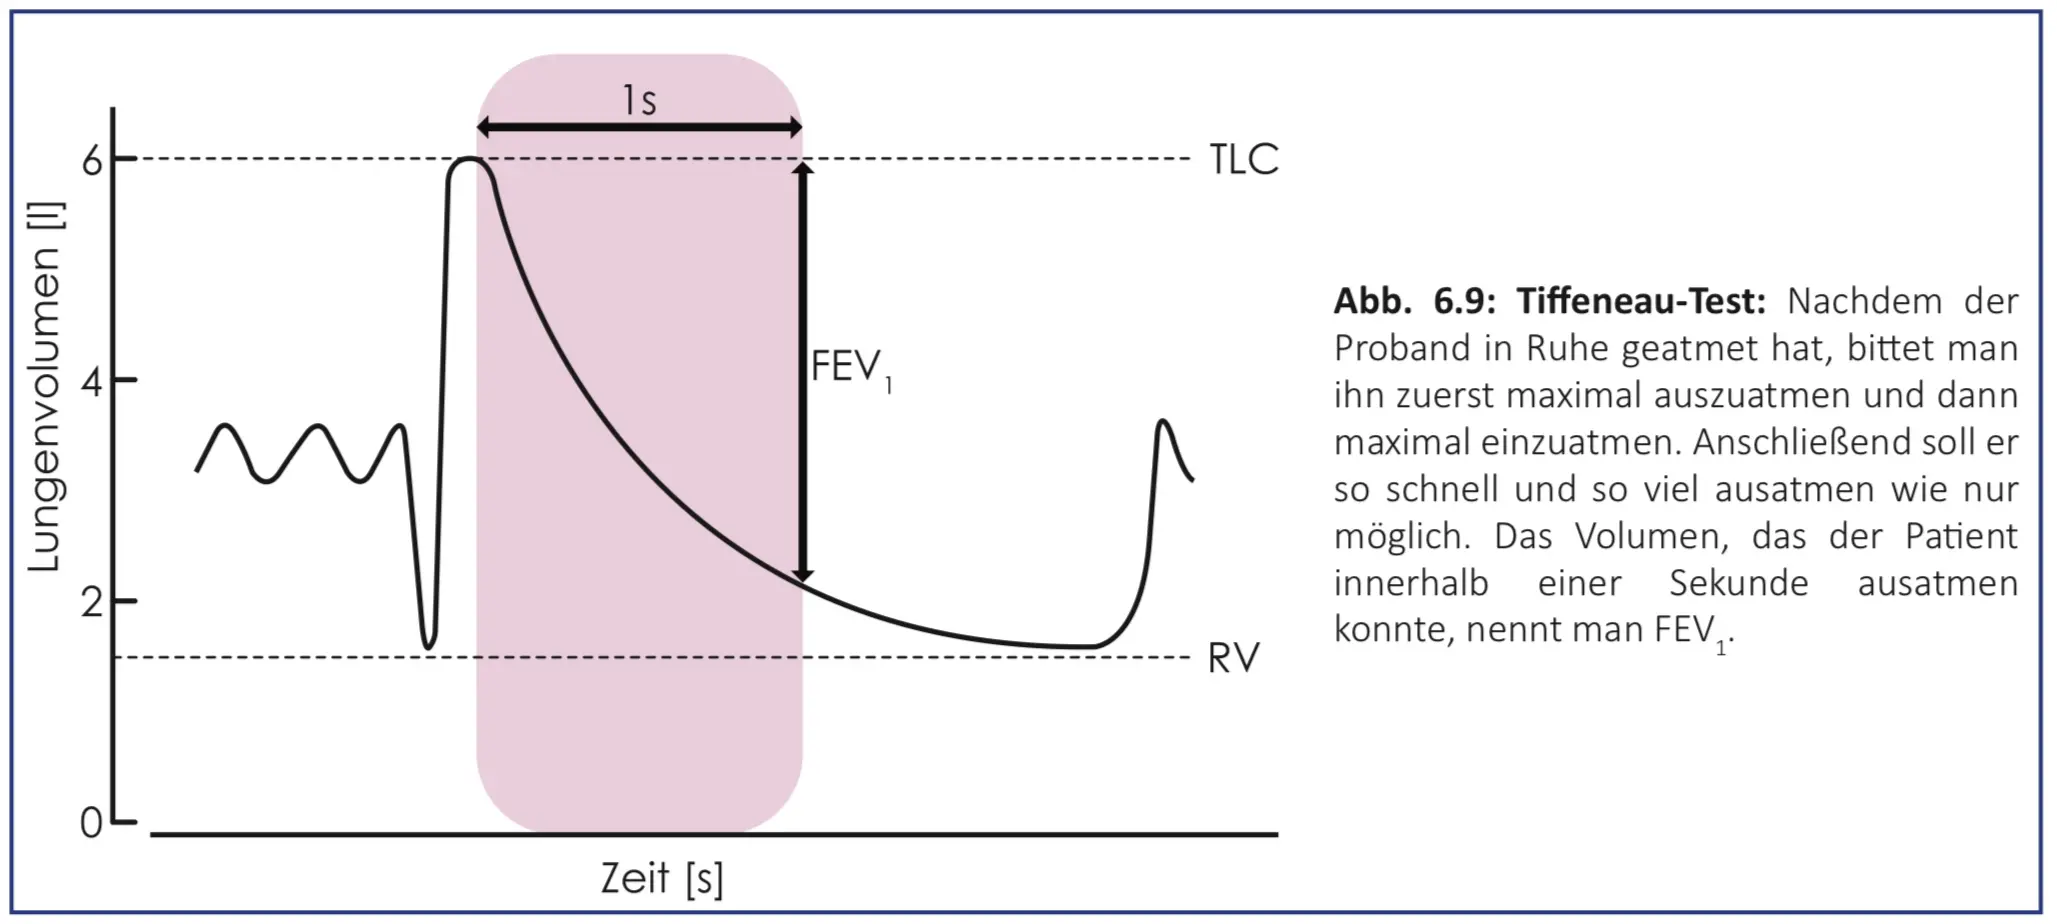 1s
6
TLC
Lungenvolumen [l]
4
FEV1
2
RV
0
Zeit [s]
Abb. 6.9: Tiffeneau-Test: Nachdem der
Proband in Ruhe geatmet hat, bittet man
ihn zuerst maximal auszuatmen und dann
maximal einzuatmen. Anschließend soll er
so schnell und so viel ausatmen wie nur
möglich. Das Volumen, das der Patient
innerhalb einer Sekunde ausatmen
konnte, nennt man FEV1.